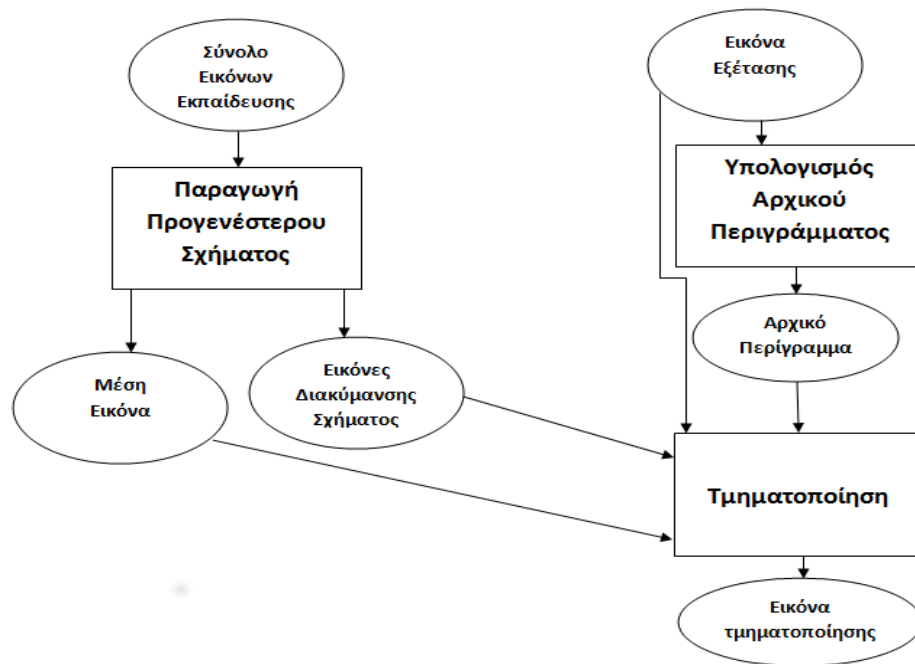 Σύνολο
Εικόνων
Εκπαίδευσης
Εικόνα
Εξέτασης
Παραγωγή
Προγενέστερου
Σχήματος
Υπολογισμός
Αρχικού
Περιγράμματος
Αρχικό
Περίγραμμα
Μέση
Εικόνα
Εικόνες
Διακύμανσης
Σχήματος
Τμηματοποίηση
Εικόνα
τμηματοποίησης